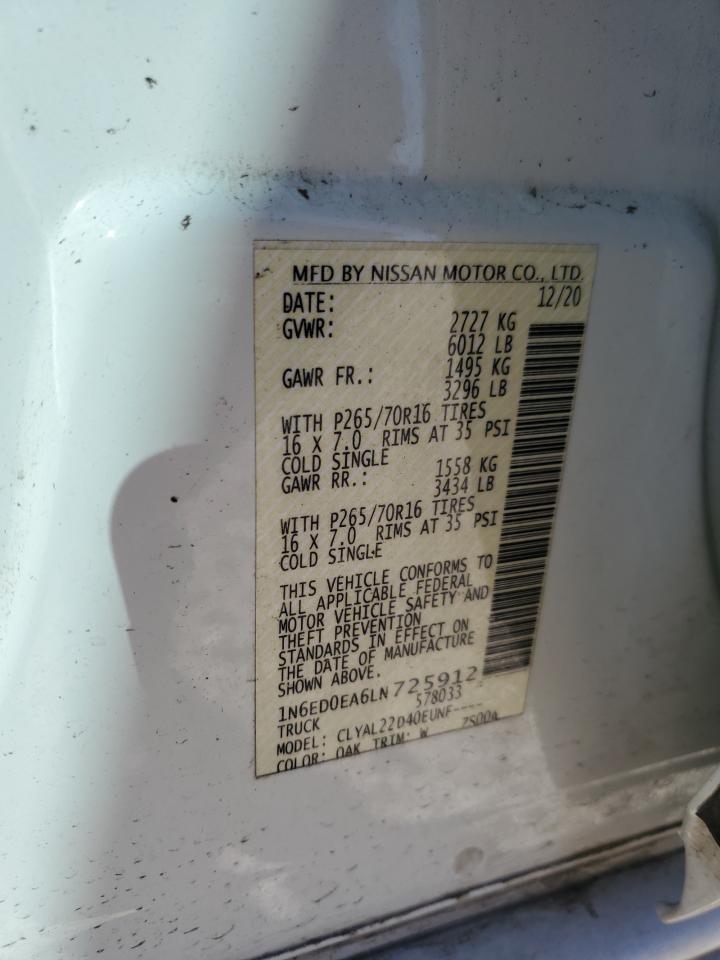 MFD BY NISSAN MOTOR CO., LTD.
DATE: 12/20
GVWR: 2727 KG
6012 LB
GAWR FR.: 1495 KG
3296 LB
WITH P265/70R16 TIRES
16 X 7.0 RIMS AT 35 PSI
COLD SINGLE
GAWR RR.: 1558 KG
3434 LB
WITH P265/70R16 TIRES
16 X 7.0 RIMS AT 35 PSI
COLD SINGLE
THIS VEHICLE CONFORMS TO
ALL APPLICABLE FEDERAL
MOTOR VEHICLE SAFETY AND
THEFT PREVENTION
STANDARDS IN EFFECT ON
THE DATE OF MANUFACTURE
SHOWN ABOVE.
1N6ED0EA6LN725912
TRUCK 578033
MODEL: CLYAL22D40EUNF----
COLOR: QAK TRIM: W ZS00A